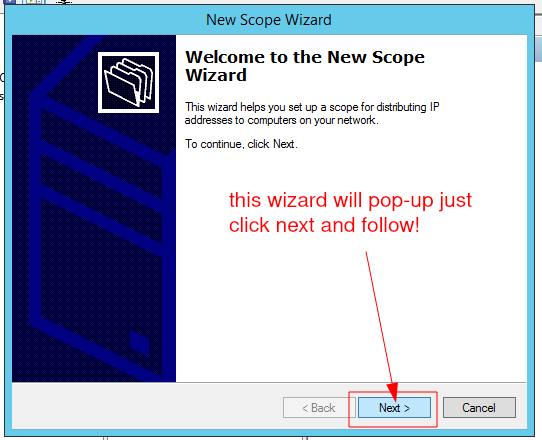 New Scope Wizard
Welcome to the New Scope
Wizard
This wizard helps you set up a scope for distributing IP
addresses to computers on your network.
To continue, click Next.
this wizard will pop-up just
click next and follow!
< Back
Next >
Cancel